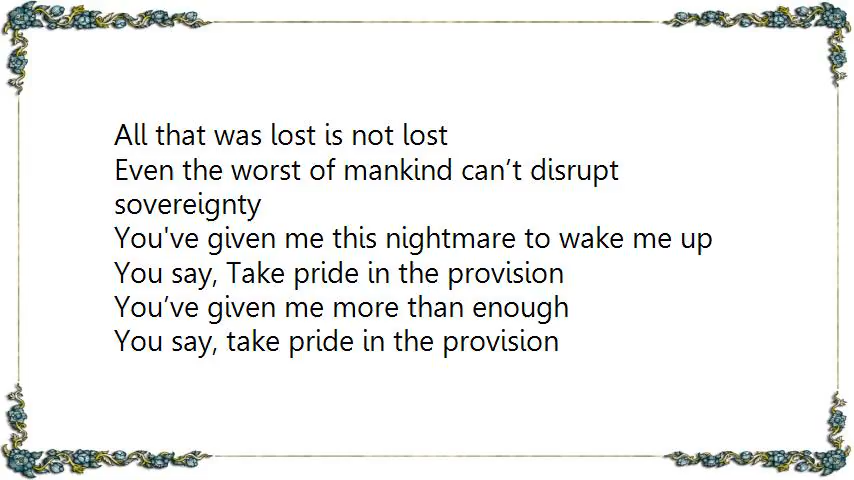 All that was lost is not lost
Even the worst of mankind can’t disrupt
sovereignty
You've given me this nightmare to wake me up
You say, Take pride in the provision
You’ve given me more than enough
You say, take pride in the provision